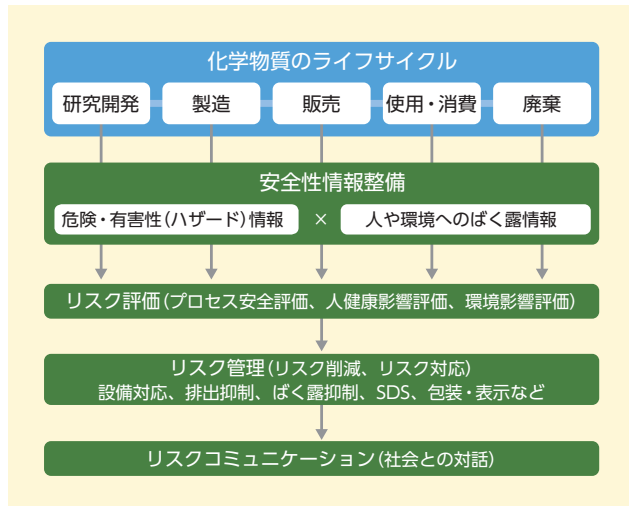 化学物質のライフサイクル
研究開発
製造
販売
使用・消費
廃棄
安全性情報整備
危険・有害性(ハザード)情報
×
人や環境へのばく露情報
リスク評価(プロセス安全評価、人健康影響評価、環境影響評価)
リスク管理(リスク削減、リスク対応)
設備対応、排出抑制、ばく露抑制、SDS、包装・表示など
リスクコミュニケーション(社会との対話)